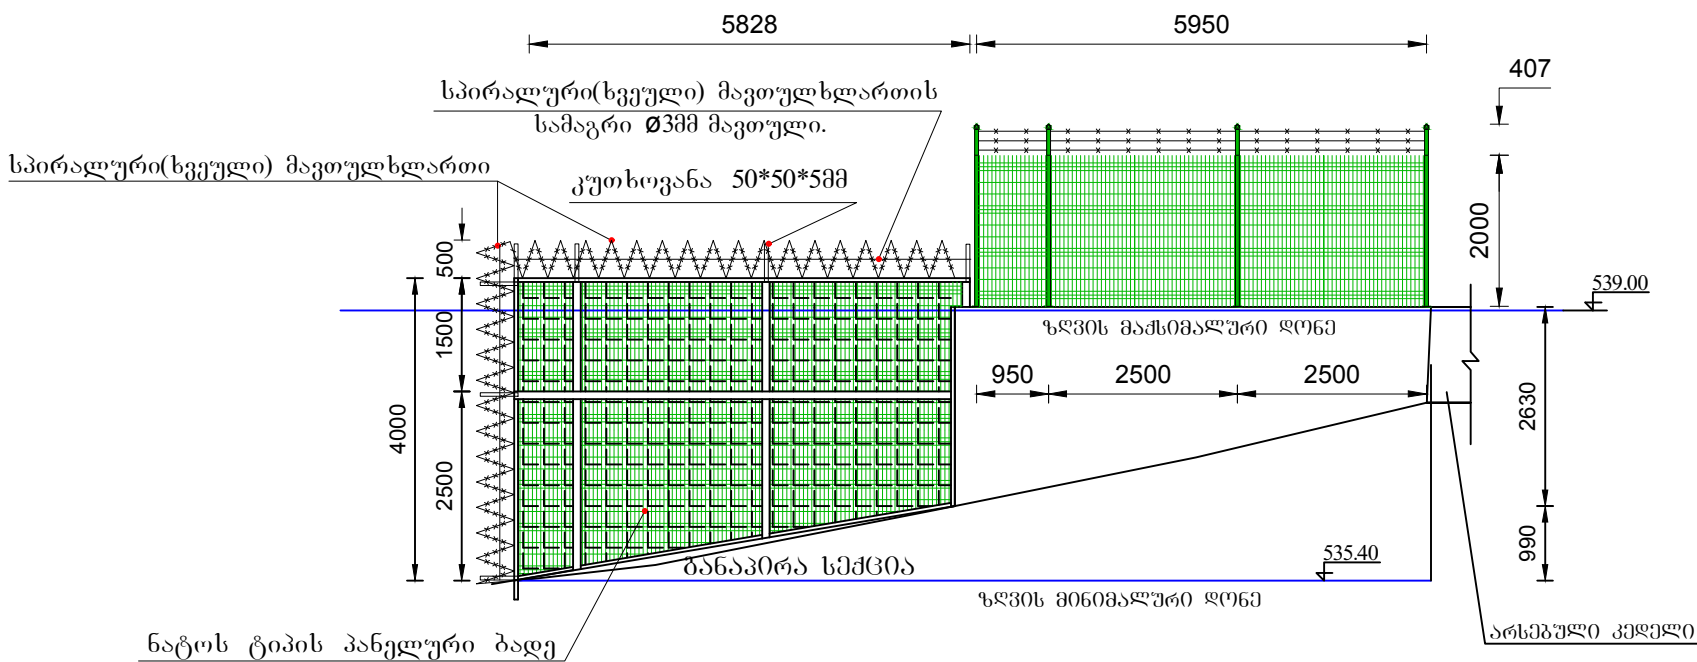 5828
5950
407
სპირალური(ხვეული) მავთულხლართის
სამაგრი Ø3მმ მავთული.
სპირალური(ხვეული) მავთულხლართი
კუთხოვანა 50*50*5მმ
500
2000
539.00
ზღვის მაქსიმალური დონე
1500
950
2500
2500
2630
4000
2500
990
განაპირა სექცია
535.40
ზღვის მინიმალური დონე
არსებული კედელი
ნატოს ტიპის პანელური ბადე